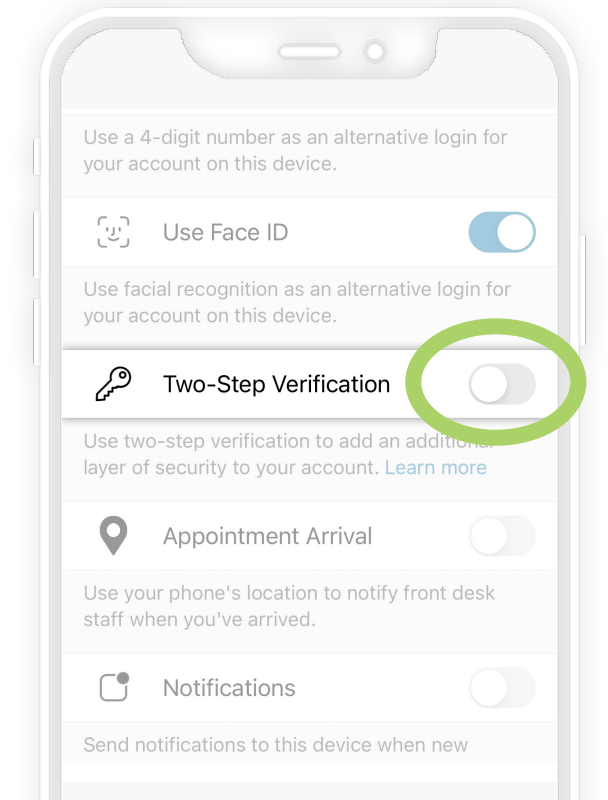 Use a 4-digit number as an alternative login for
your account on this device.
Use Face ID
Use facial recognition as an alternative login for
your account on this device.
Two-Step Verification
Use two-step verification to add an additional
layer of security to your account. Learn more
Appointment Arrival
Use your phone's location to notify front desk
staff when you've arrived.
Notifications
Send notifications to this device when new